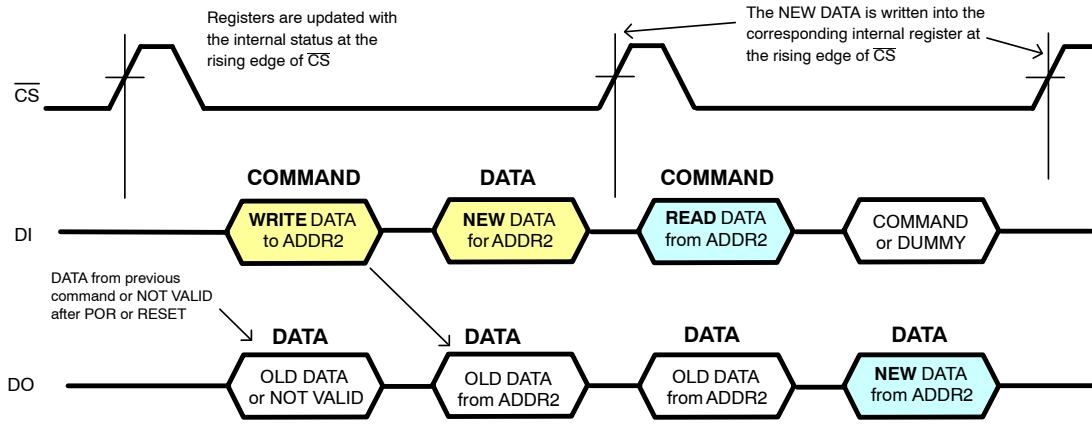 Registers are updated with
the internal status at the
rising edge of C̅S̅
The NEW DATA is written into the
corresponding internal register at
the rising edge of C̅S̅
C̅S̅
COMMAND
DATA
COMMAND
DI
WRITE DATA
to ADDR2
NEW DATA
for ADDR2
READ DATA
from ADDR2
COMMAND
or DUMMY
DATA from previous
command or NOT VALID
after POR or RESET
DATA
DATA
DATA
DATA
DO
OLD DATA
or NOT VALID
OLD DATA
from ADDR2
OLD DATA
from ADDR2
NEW DATA
from ADDR2